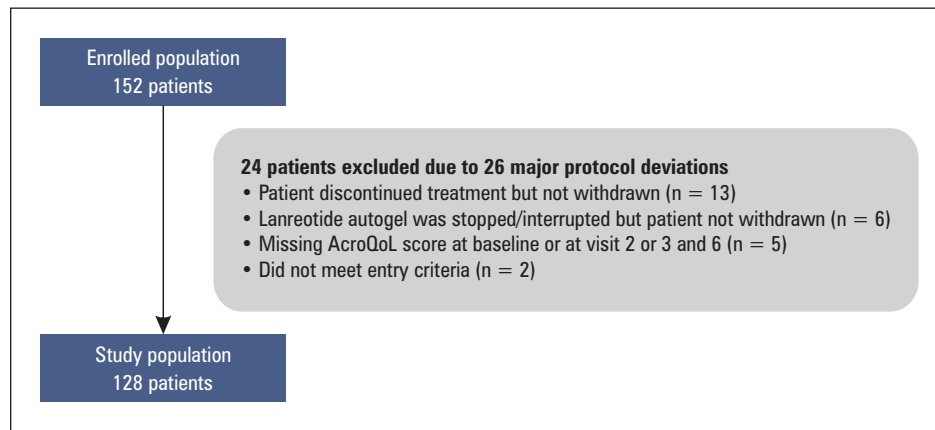 Enrolled population
152 patients
24 patients excluded due to 26 major protocol deviations
• Patient discontinued treatment but not withdrawn (n = 13)
• Lanreotide autogel was stopped/interrupted but patient not withdrawn (n = 6)
• Missing AcroQoL score at baseline or at visit 2 or 3 and 6 (n = 5)
• Did not meet entry criteria (n = 2)
Study population
128 patients